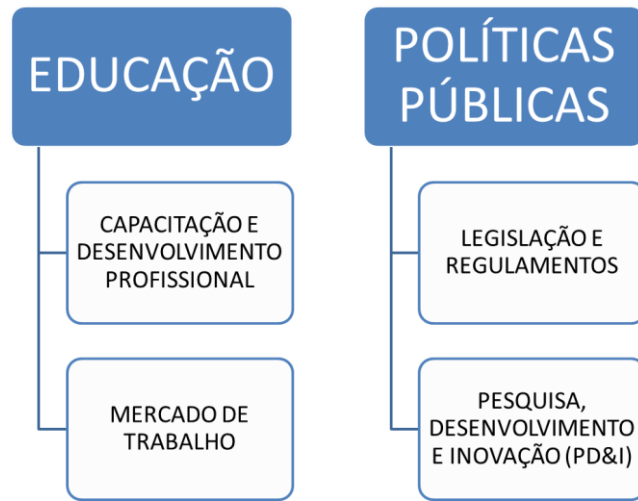 EDUCAÇÃO
CAPACITAÇÃO E
DESENVOLVIMENTO
PROFISSIONAL
MERCADO DE
TRABALHO
POLÍTICAS
PÚBLICAS
LEGISLAÇÃO E
REGULAMENTOS
PESQUISA,
DESENVOLVIMENTO
E INOVAÇÃO (PD&I)